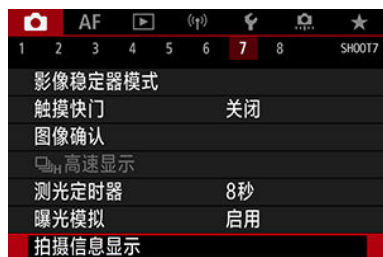 AF
1 2 3 4 5 6 7 8 SHOOT7
影像稳定器模式
触摸快门 关闭
图像确认
H高速显示
测光定时器 8秒
曝光模拟 启用
拍摄信息显示